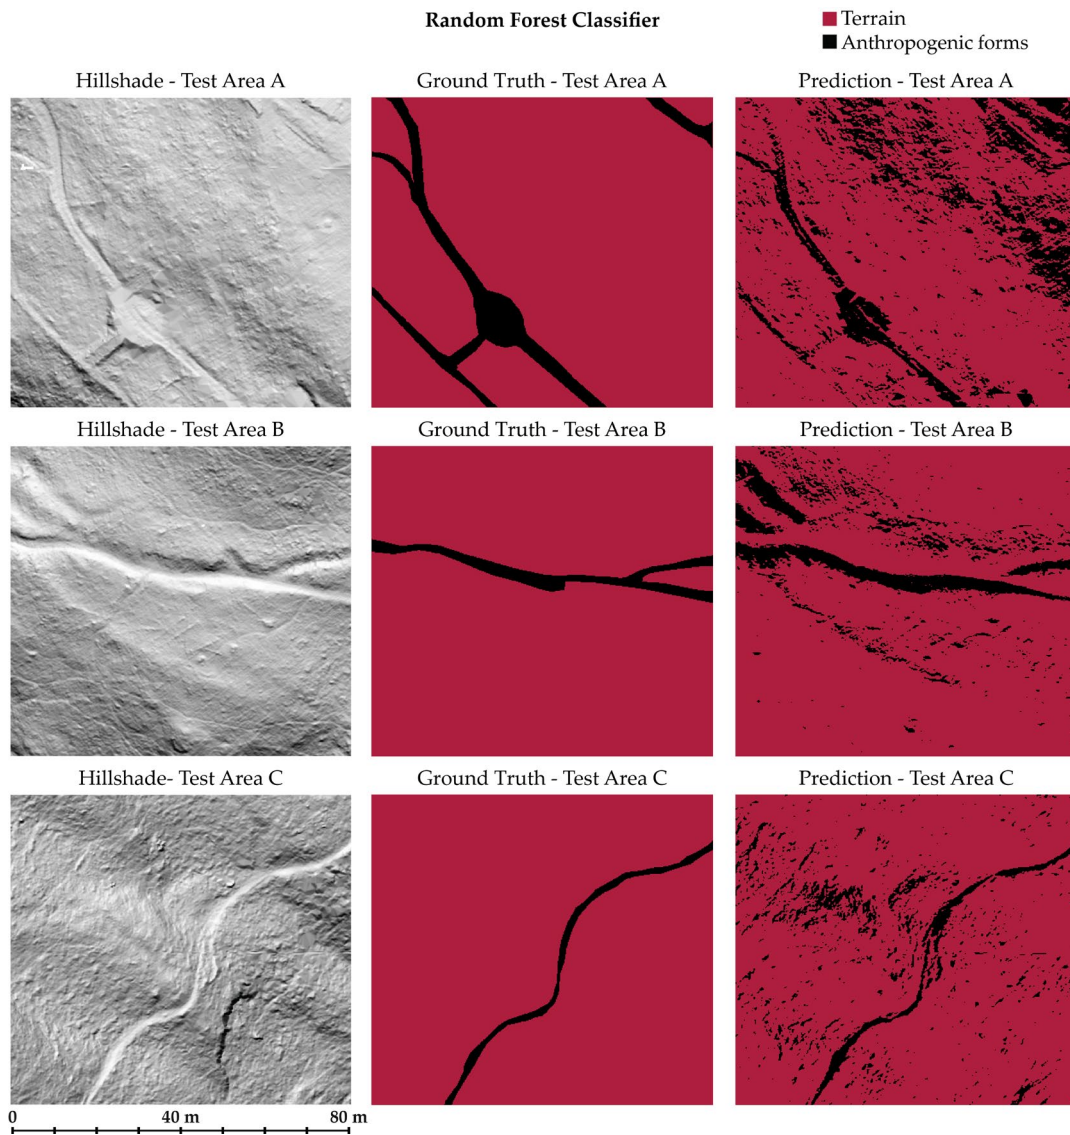 Random Forest Classifier
Terrain
Anthropogenic forms
Hillshade - Test Area A
Ground Truth - Test Area A
Prediction - Test Area A
Hillshade - Test Area B
Ground Truth - Test Area B
Prediction - Test Area B
Hillshade- Test Area C
Ground Truth - Test Area C
Prediction - Test Area C
0 40 m 80 m